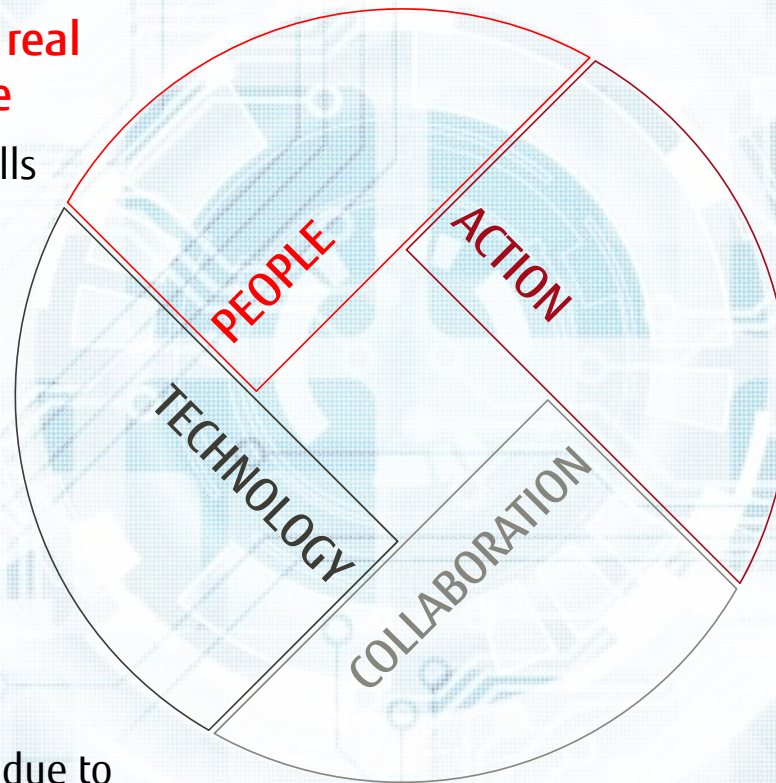 real
e
lls
PEOPLE
ACTION
TECHNOLOGY
COLLABORATION
due to